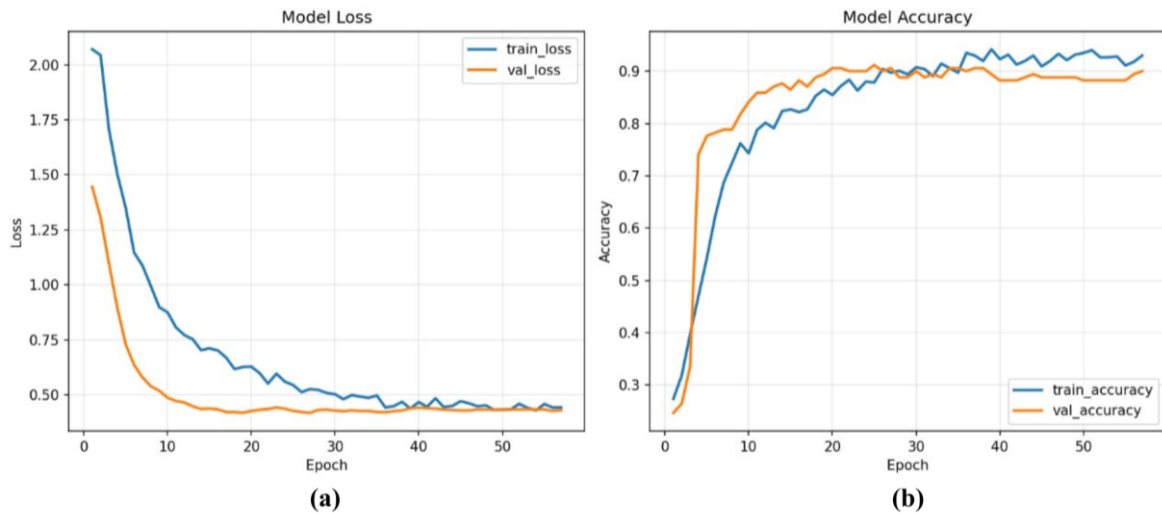 Model Loss
2.00
1.75
1.50
1.25
1.00
0.75
0.50
Loss
0
10
20
30
40
50
Epoch
train_loss
val_loss
(a)
Model Accuracy
0.9
0.8
0.7
0.6
0.5
0.4
0.3
Accuracy
0
10
20
30
40
50
Epoch
train_accuracy
val_accuracy
(b)